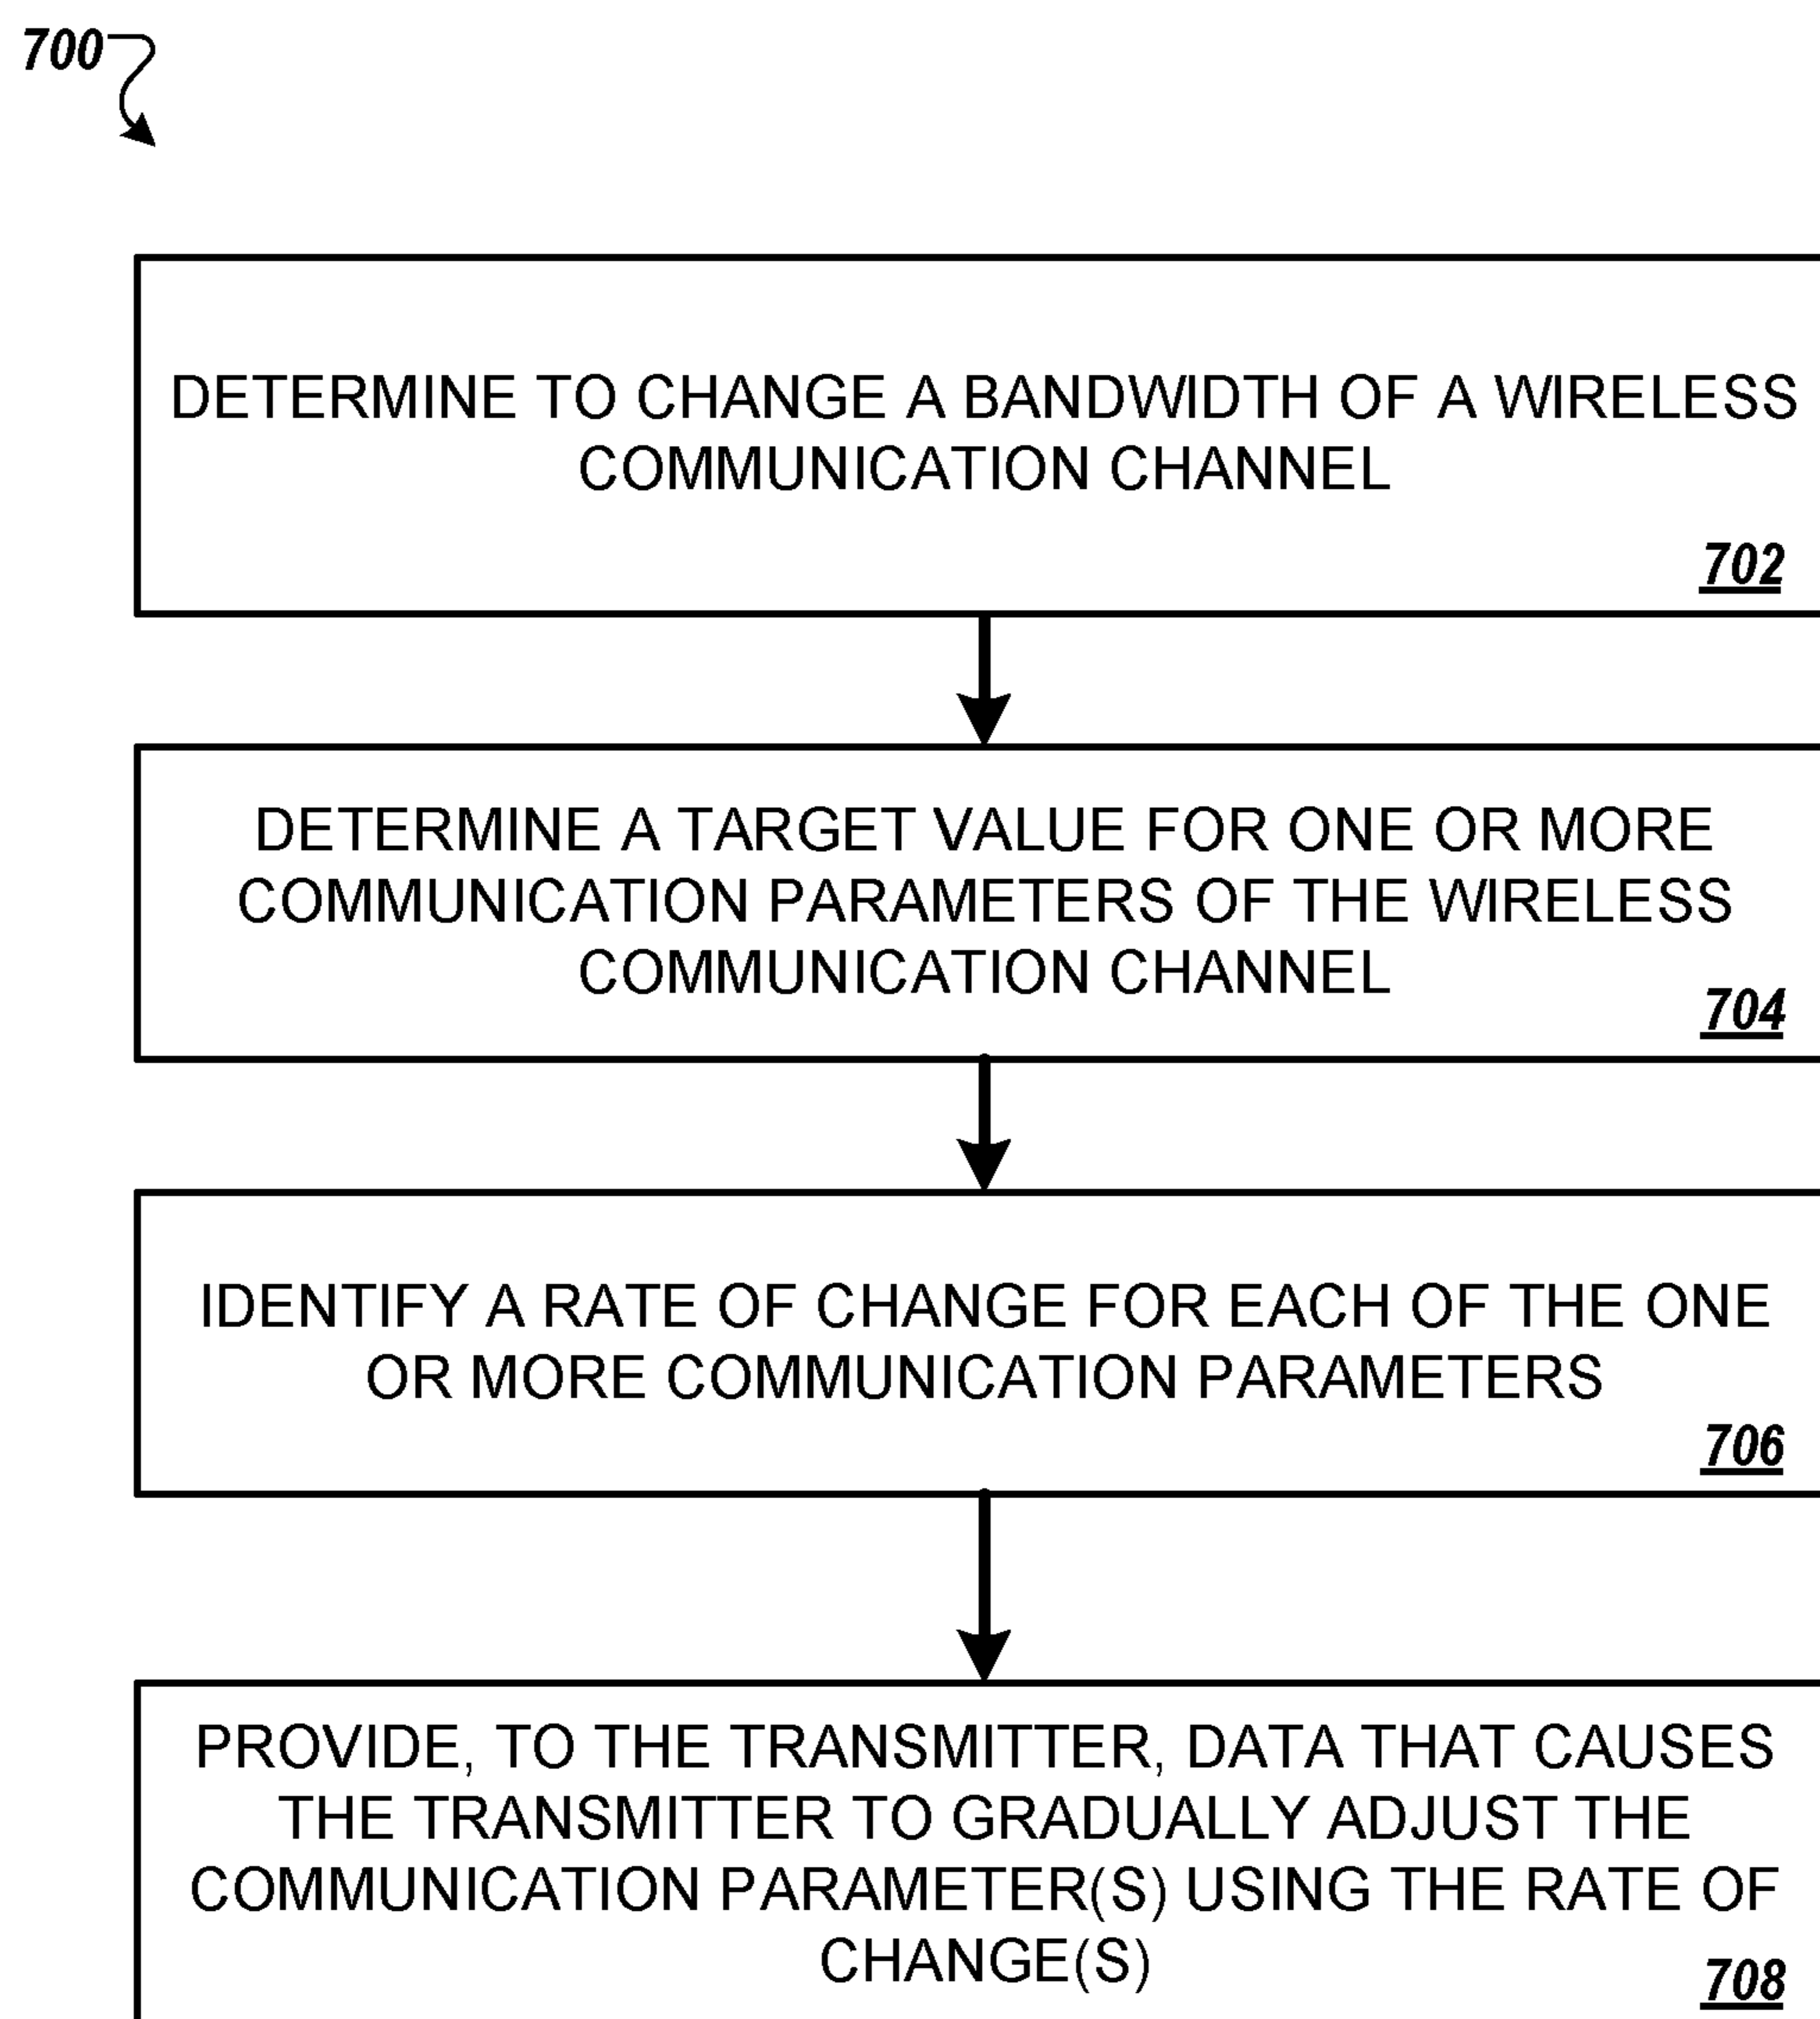 700
DETERMINE TO CHANGE A BANDWIDTH OF A WIRELESS
COMMUNICATION CHANNEL
702
DETERMINE A TARGET VALUE FOR ONE OR MORE
COMMUNICATION PARAMETERS OF THE WIRELESS
COMMUNICATION CHANNEL
704
IDENTIFY A RATE OF CHANGE FOR EACH OF THE ONE
OR MORE COMMUNICATION PARAMETERS
706
PROVIDE, TO THE TRANSMITTER, DATA THAT CAUSES
THE TRANSMITTER TO GRADUALLY ADJUST THE
COMMUNICATION PARAMETER(S) USING THE RATE OF
CHANGE(S)
708